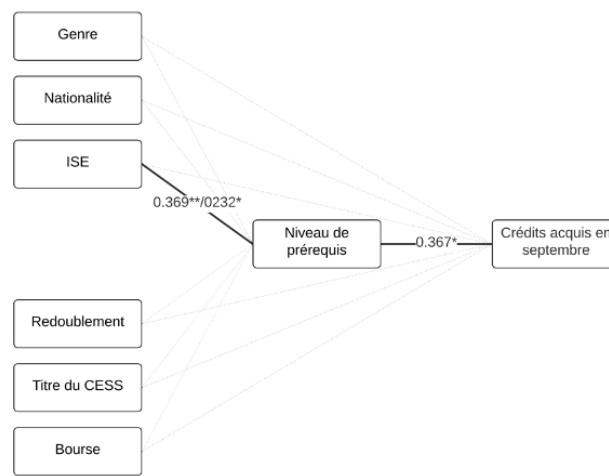 Genre
Nationalité
ISE
0.369**/0232*
Niveau de
prérequis
0.367*
Crédits acquis en
septembre
Redoublement
Titre du CESS
Bourse